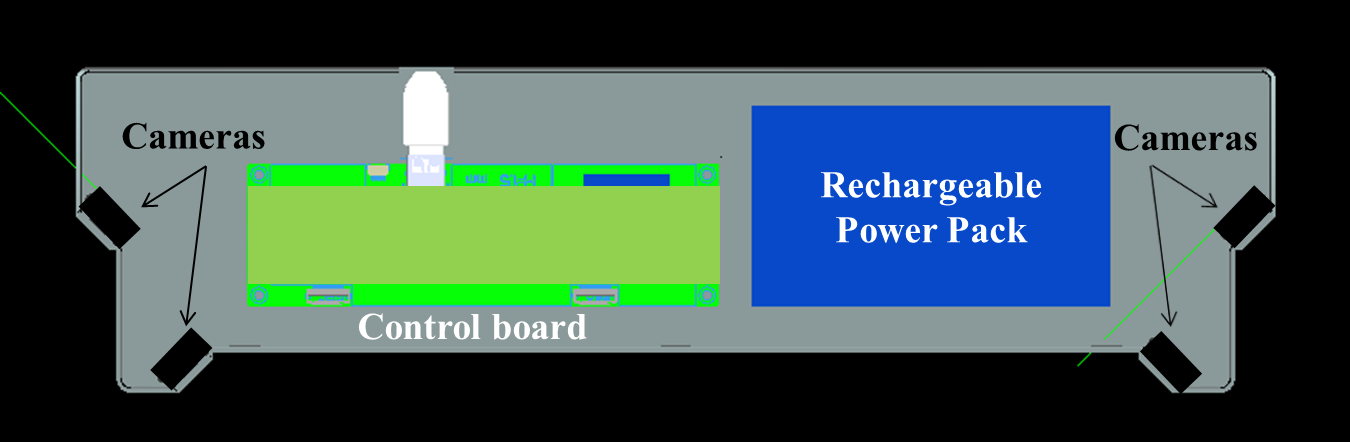 Cameras
Cameras
Rechargeable
Power Pack
Control board